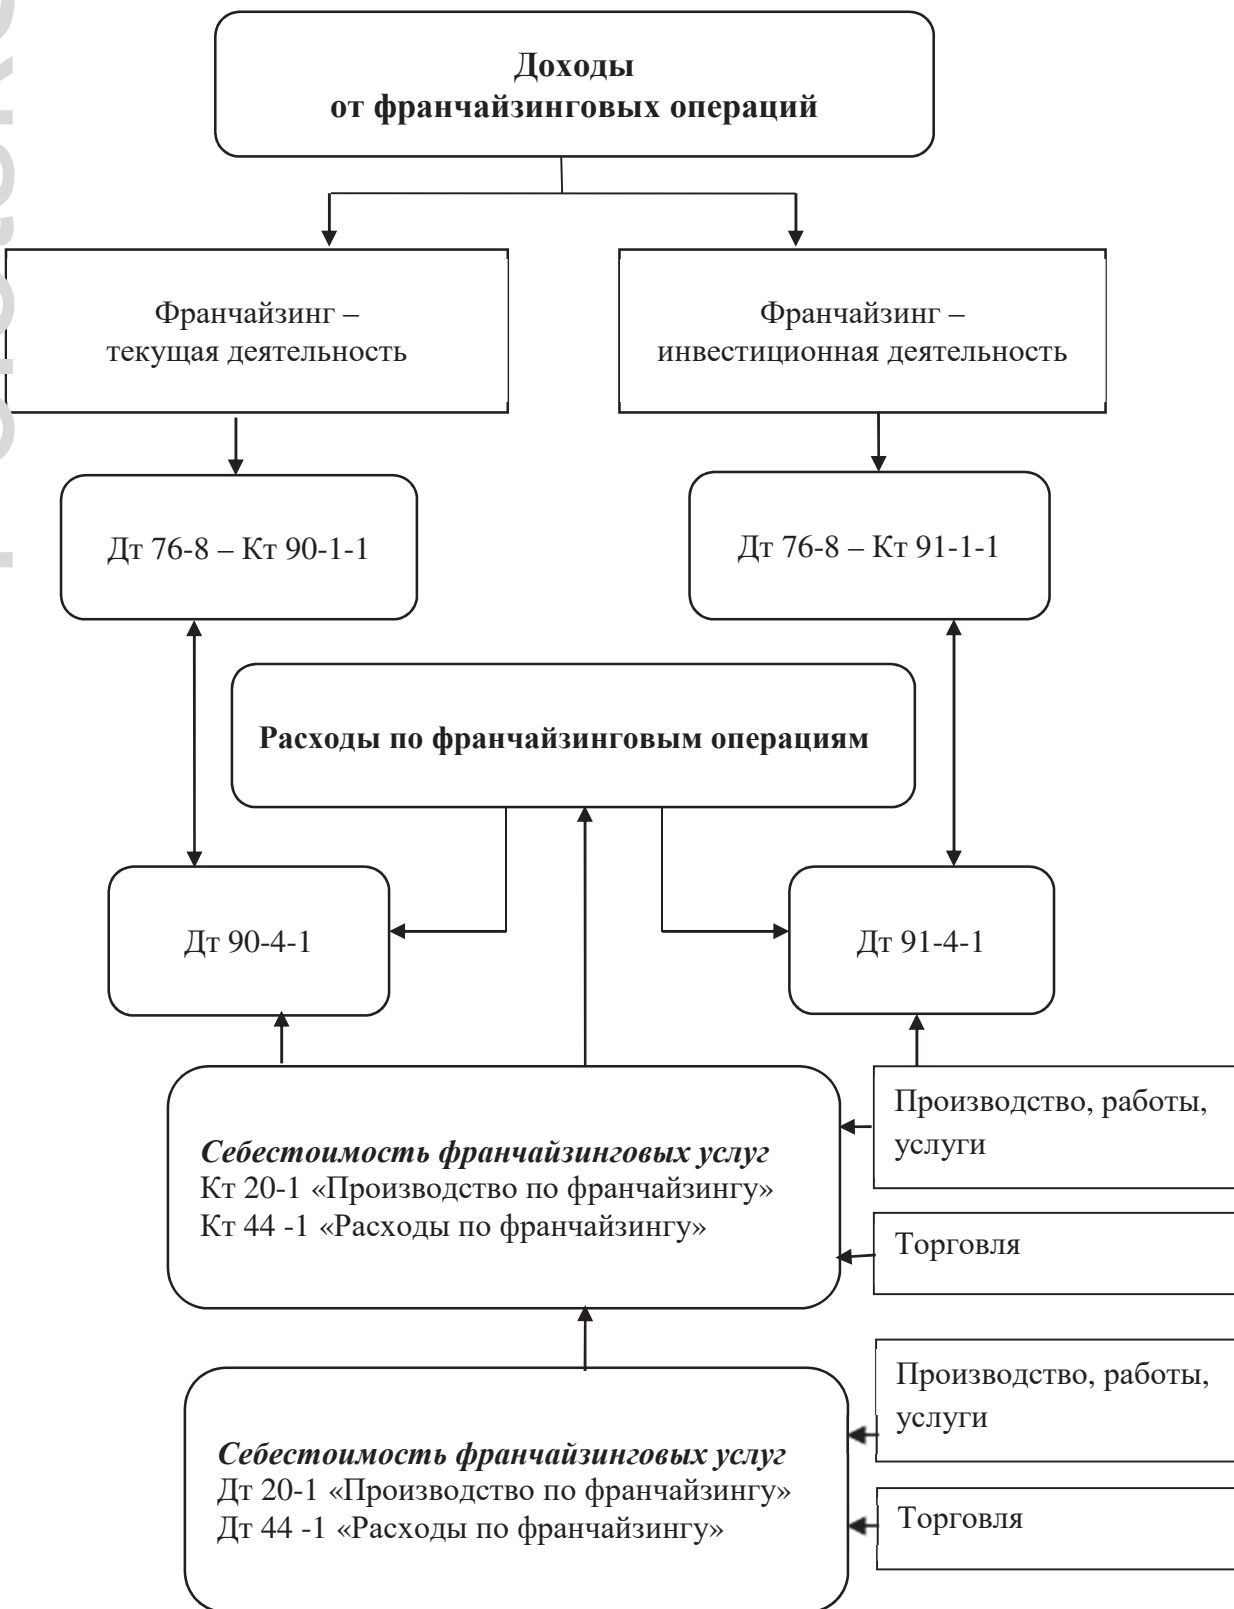 Доходы
от франчайзинговых операций
Франчайзинг –
текущая деятельность
Франчайзинг –
инвестиционная деятельность
Дт 76-8 – Кт 90-1-1
Дт 76-8 – Кт 91-1-1
Расходы по франчайзинговым операциям
Дт 90-4-1
Дт 91-4-1
Себестоимость франчайзинговых услуг
Кт 20-1 «Производство по франчайзингу»
Кт 44 -1 «Расходы по франчайзингу»
Производство, работы,
услуги
Торговля
Себестоимость франчайзинговых услуг
Дт 20-1 «Производство по франчайзингу»
Дт 44 -1 «Расходы по франчайзингу»
Производство, работы,
услуги
Торговля